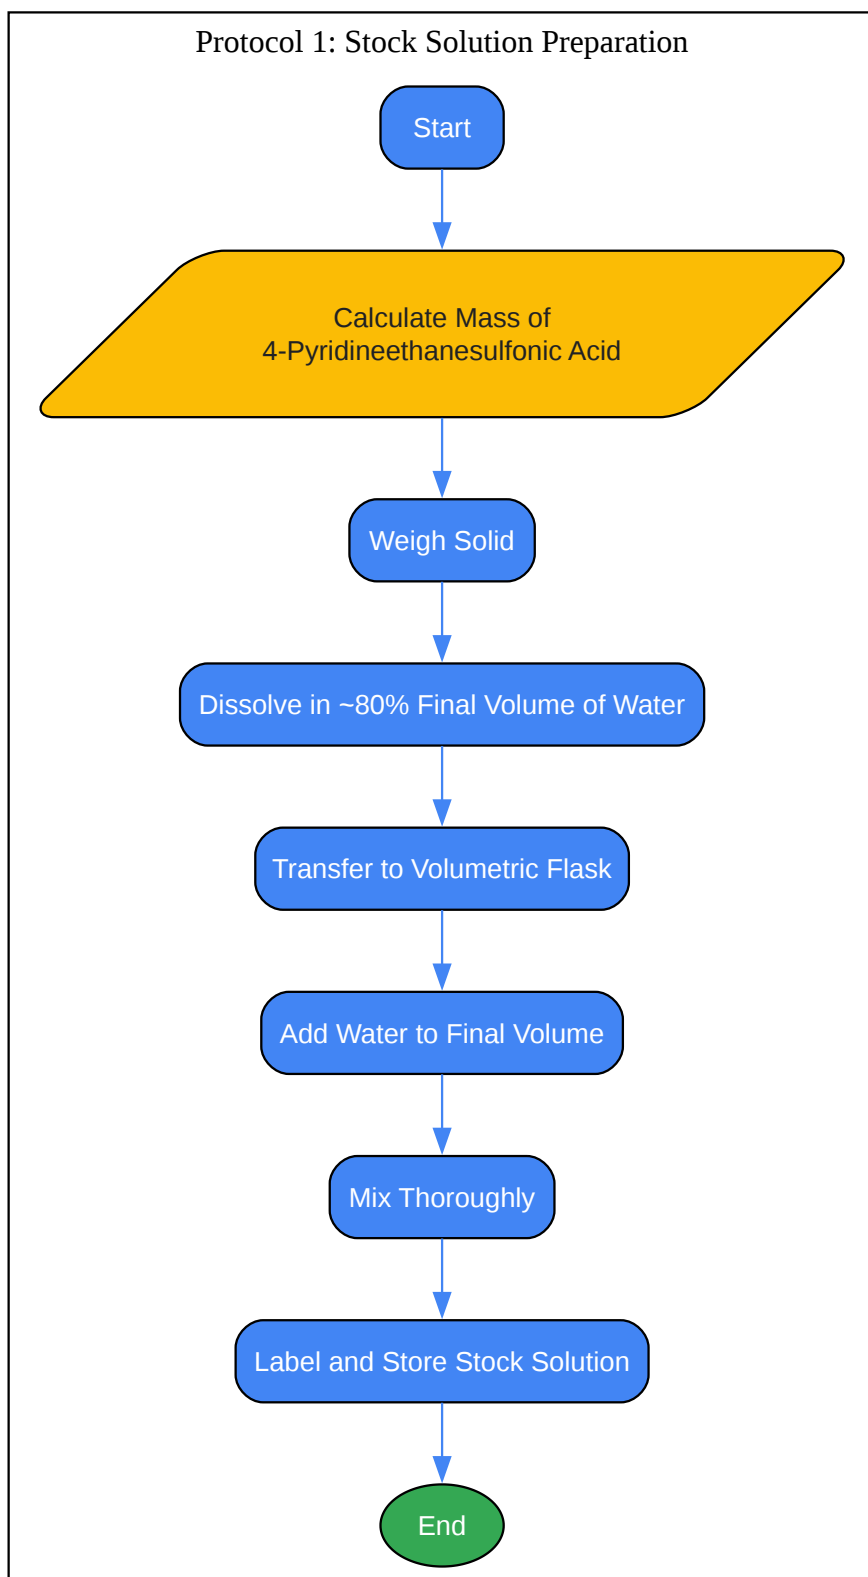 Protocol 1: Stock Solution Preparation
Start
Calculate Mass of
4-Pyridineethanesulfonic Acid
Weigh Solid
Dissolve in ~80% Final Volume of Water
Transfer to Volumetric Flask
Add Water to Final Volume
Mix Thoroughly
Label and Store Stock Solution
End